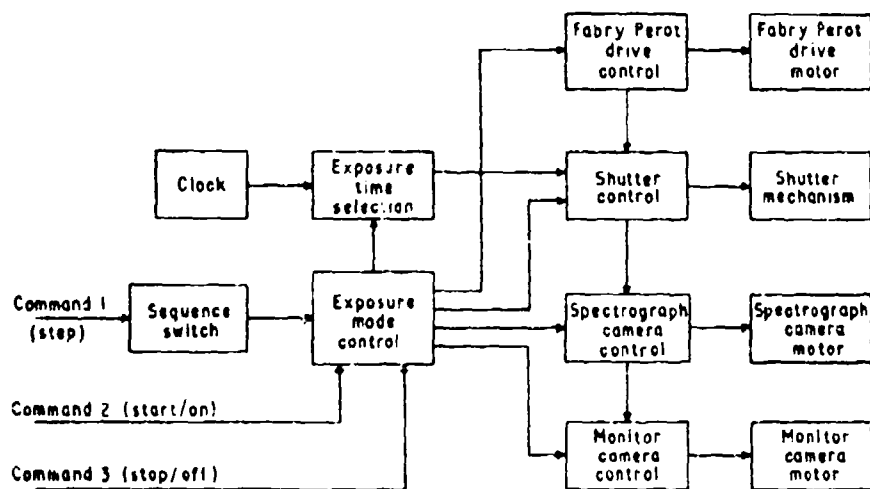 Fabry Perot
drive
control
Fabry Perot
drive
motor
Clock
Exposure
time
selection
Shutter
control
Shutter
mechanism
Command 1
(step)
Sequence
switch
Exposure
mode
control
Spectrograph
camera
control
Spectrograph
camera
motor
Command 2 (start/on)
Monitor
camera
control
Monitor
camera
motor
Command 3 (stop/off)